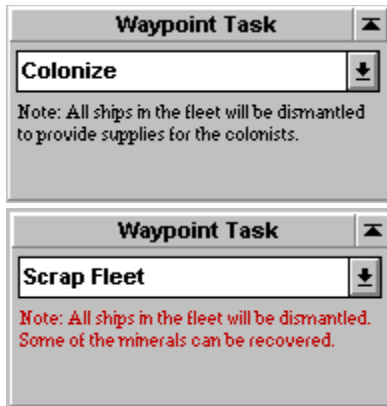 Waypoint Task
Colonize
Note: All ships in the fleet will be dismantled
to provide supplies for the colonists.
Waypoint Task
Scrap Fleet
Note: All ships in the fleet will be dismantled.
Some of the minerals can be recovered.